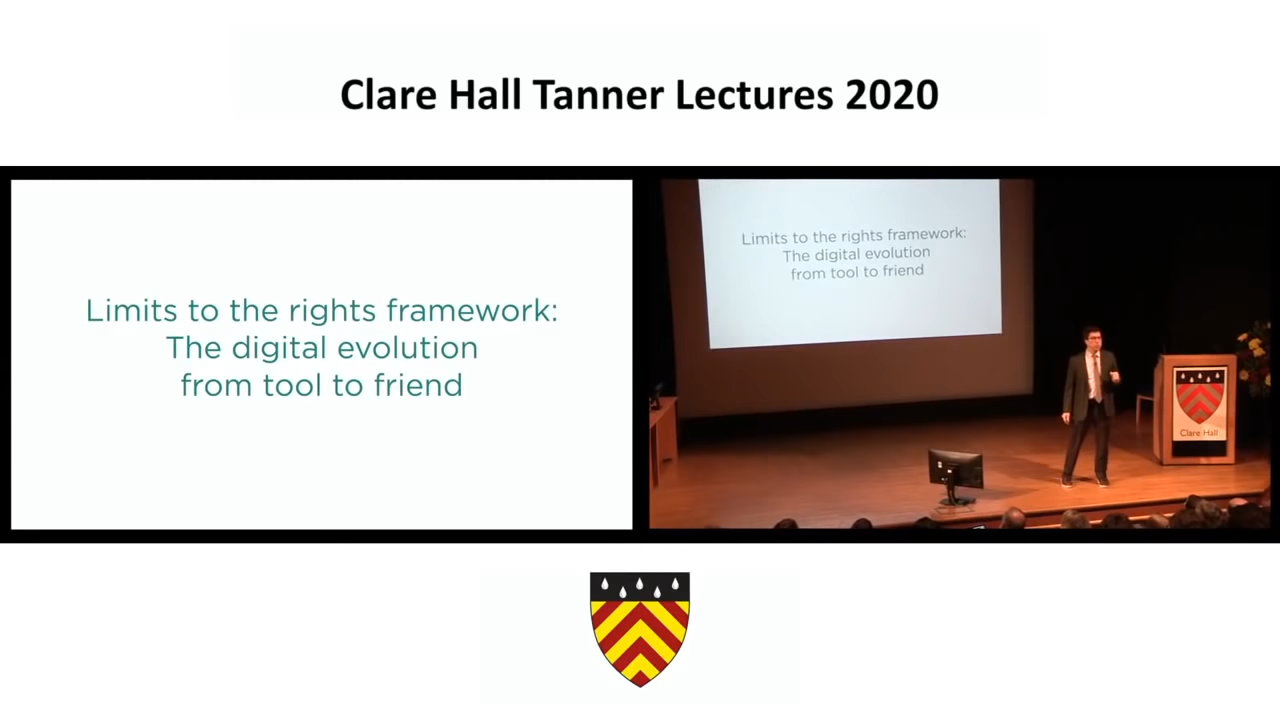 Clare Hall Tanner Lectures 2020
Limits to the rights framework:
The digital evolution
from tool to friend
Limits to the rights framework:
The digital evolution
from tool to friend
Clare Hall